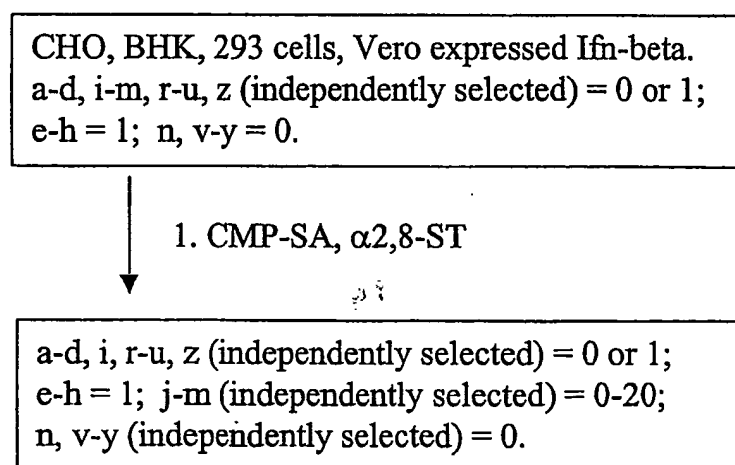 CHO, BHK, 293 cells, Vero expressed Ifn-beta.
a-d, i-m, r-u, z (independently selected) = 0 or 1;
e-h = 1; n, v-y = 0.
1. CMP-SA, α2,8-ST
a-d, i, r-u, z (independently selected) = 0 or 1;
e-h = 1; j-m (independently selected) = 0-20;
n, v-y (independently selected) = 0.